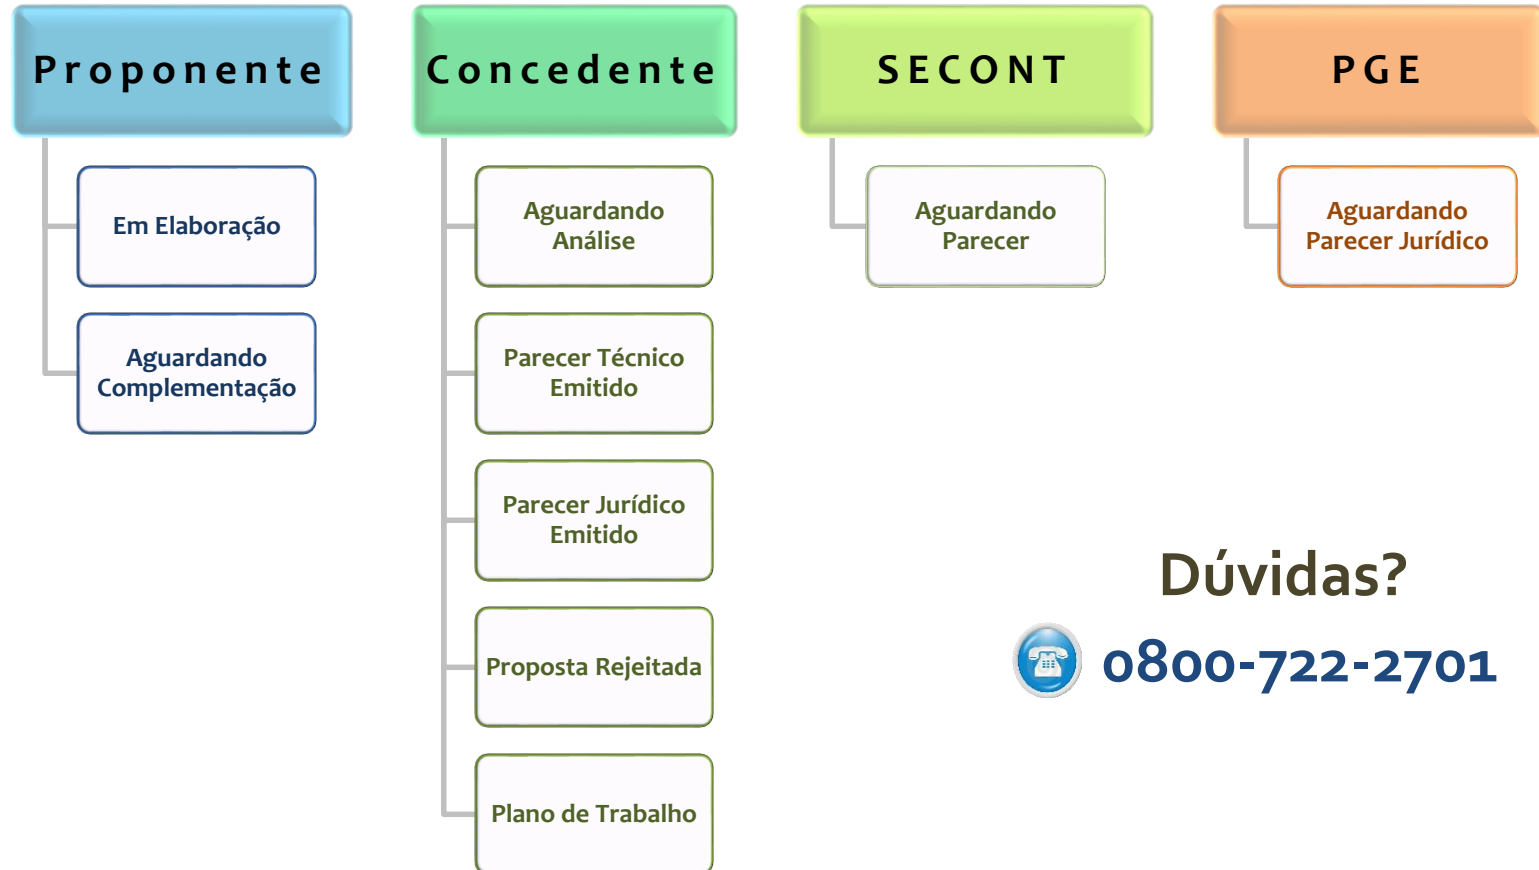 Proponente
Em Elaboração
Aguardando
Complementação
Concedente
Aguardando
Análise
Parecer Técnico
Emitido
Parecer Jurídico
Emitido
Proposta Rejeitada
Plano de Trabalho
SECONT
Aguardando
Parecer
PGE
Aguardando
Parecer Jurídico
Dúvidas?
0800-722-2701